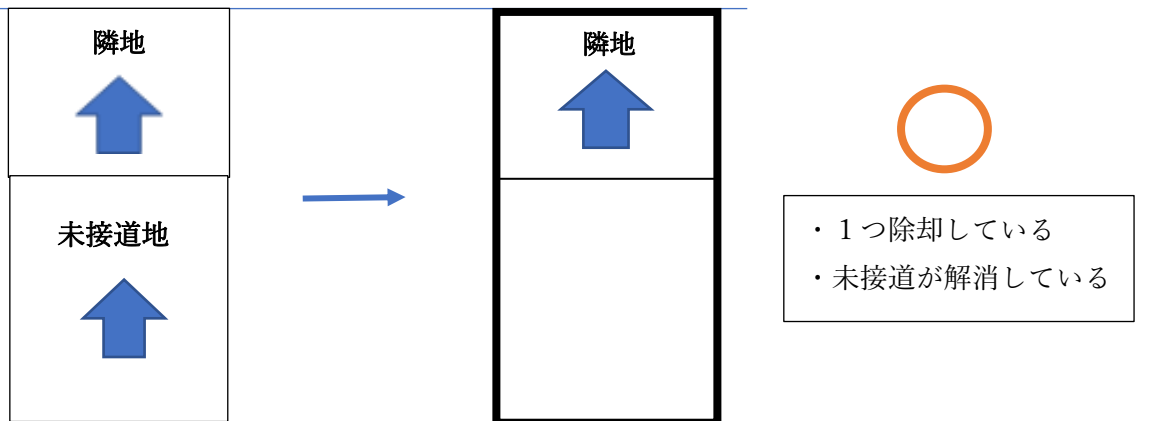 隣地
未接道地
隣地
・１つ除却している
・未接道が解消している